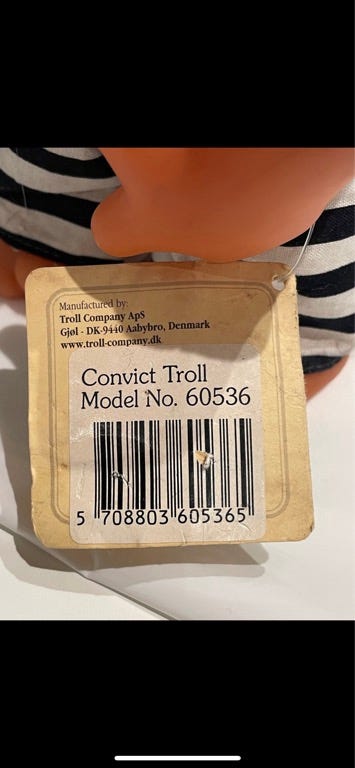 Manufactured by:
Troll Company ApS
Gjøl - DK-9440 Aabybro, Denmark
www.troll-company.dk
Convict Troll
Model No. 60536
5 708803 605365